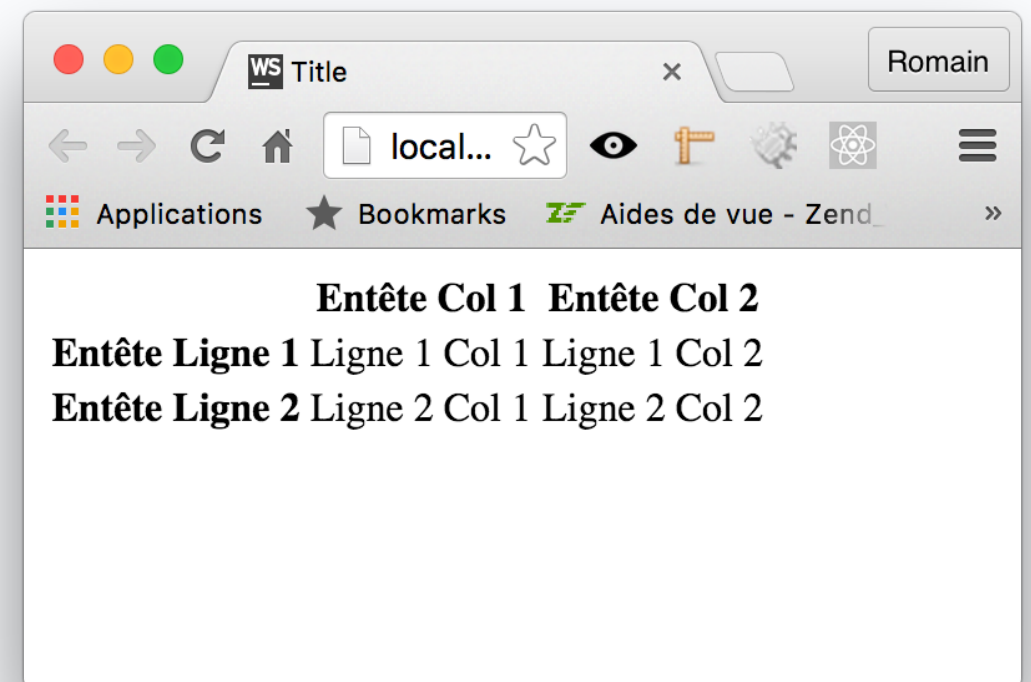 WS Title
Romain
local...
Applications Bookmarks Aides de vue - Zend_ »
Entête Col 1 Entête Col 2
Entête Ligne 1 Ligne 1 Col 1 Ligne 1 Col 2
Entête Ligne 2 Ligne 2 Col 1 Ligne 2 Col 2